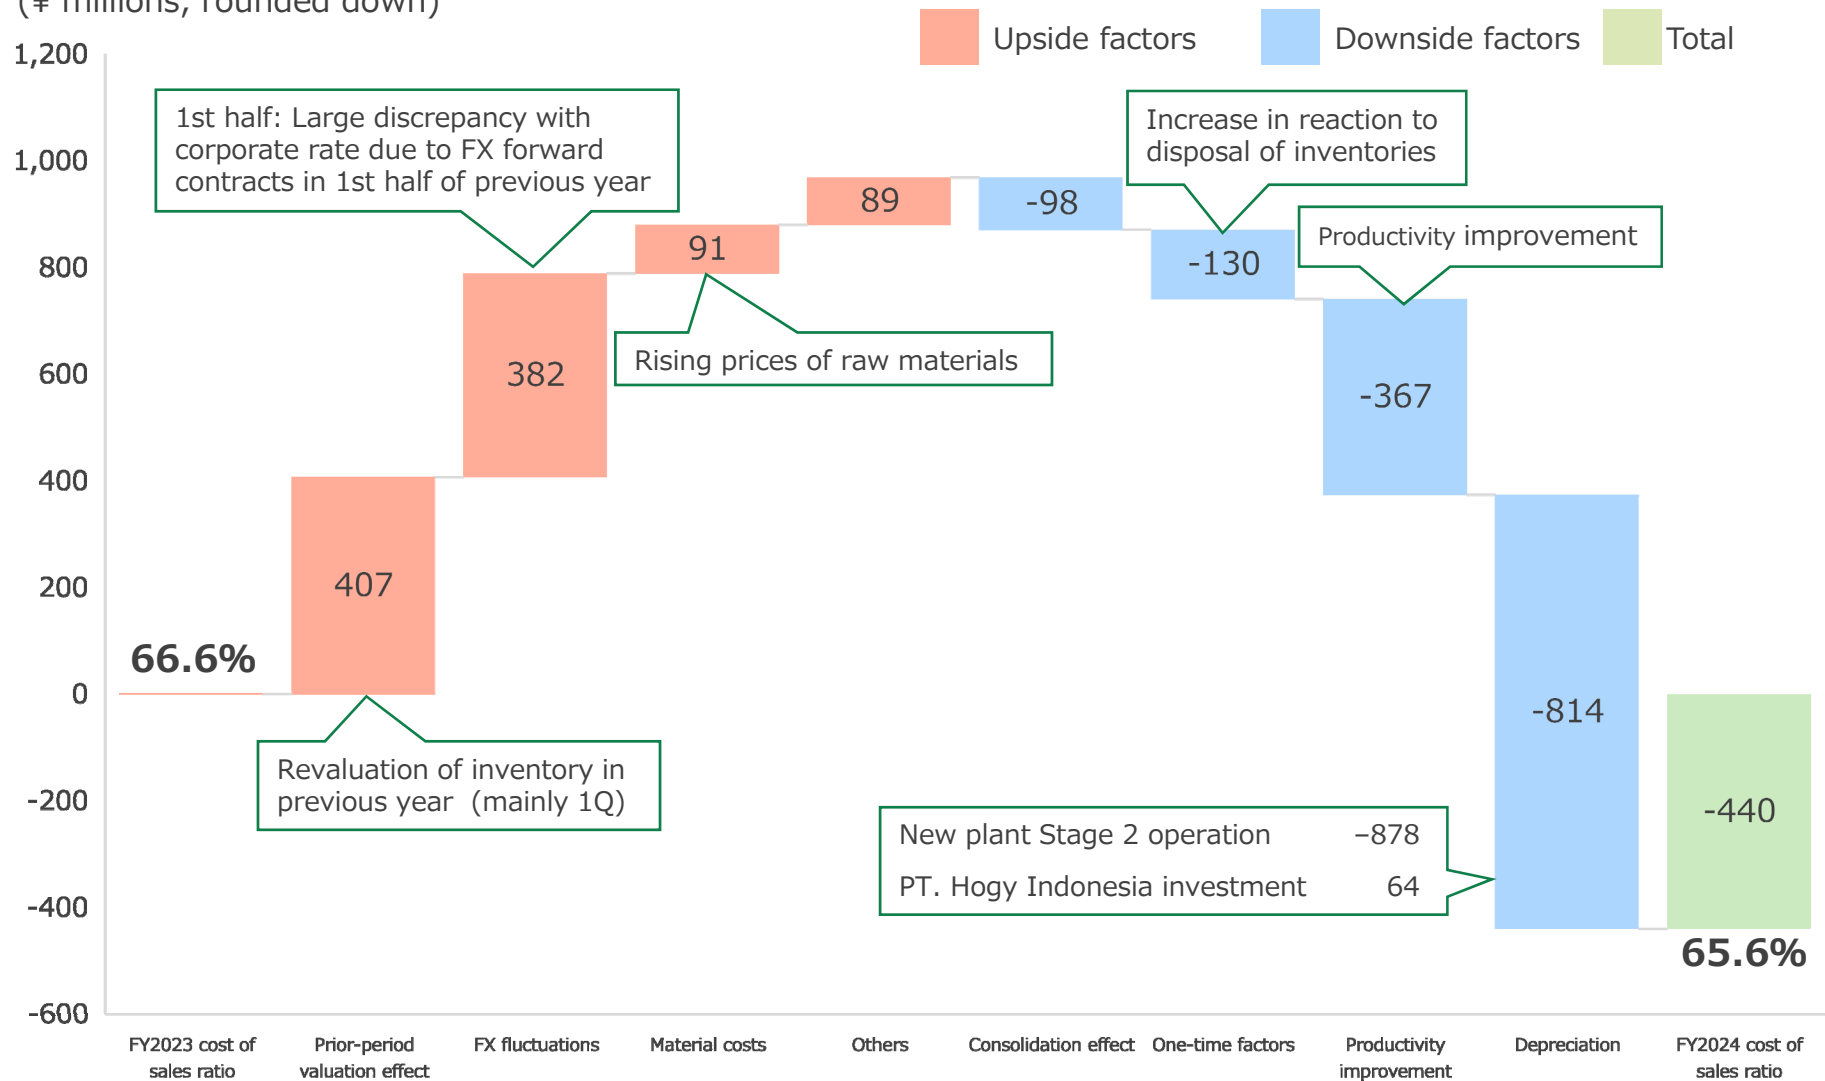 (¥ millions, rounded down)
Upside factors
Downside factors
Total
1,200
1,000
800
600
400
200
0
-200
-400
-600
1st half: Large discrepancy with
corporate rate due to FX forward
contracts in 1st half of previous year
Increase in reaction to
disposal of inventories
Productivity improvement
Rising prices of raw materials
Revaluation of inventory in
previous year (mainly 1Q)
New plant Stage 2 operation –878
PT. Hogy Indonesia investment 64
66.6%
407
382
91
89
-98
-130
-367
-814
-440
65.6%
FY2023 cost of
sales ratio
Prior-period
valuation effect
FX fluctuations
Material costs
Others
Consolidation effect
One-time factors
Productivity
improvement
Depreciation
FY2024 cost of
sales ratio